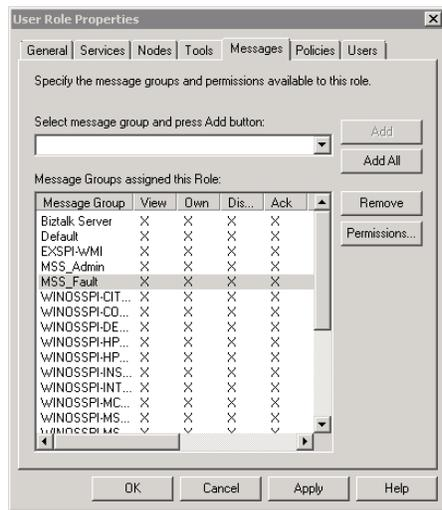 User Role Properties
General Services Nodes Tools Messages Policies Users
Specify the message groups and permissions available to this role.
Select message group and press Add button:
Add
Add All
Message Groups assigned this Role:
Message Group View Own Dis... Ack
Remove
Biztalk Server X X X X
Default X X X X
Permissions...
EXSPI-WMI X X X X
MSS_Admin X X X X
MSS_Fault X X X X
WINOSSPI-CIT... X X X X
WINOSSPI-CO... X X X X
WINOSSPI-DE... X X X X
WINOSSPI-HP... X X X X
WINOSSPI-HP... X X X X
WINOSSPI-INS... X X X X
WINOSSPI-INT... X X X X
WINOSSPI-MC... X X X X
WINOSSPI-MS... X X X X
WINOSSPI-MS... X X X X
OK Cancel Apply Help